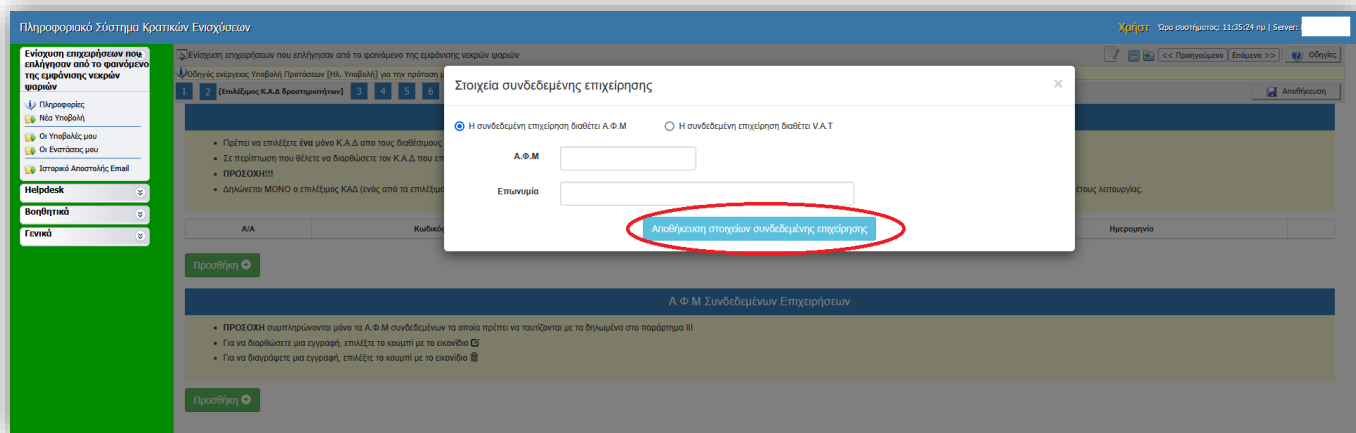 Πληροφοριακό Σύστημα Κρατικών Ενισχύσεων
Χρήστ Ώρα συστήματος: 11:35:24 πμ | Server:
Ενίσχυση επιχειρήσεων που
επλήγησαν από το φαινόμενο
της εμφάνισης νεκρών
ψαριών
Πληροφορίες
Νέα Υποβολή
Οι Υποβολές μου
Οι Ενστάσεις μου
Ιστορικό Αποστολής Email
Helpdesk
Βοηθητικά
Γενικά
Ενίσχυση επιχειρήσεων που επλήγησαν από το φαινόμενο της εμφάνισης νεκρών ψαριών
<< Προηγούμενο Επόμενο >> Οδηγίες
Οδηγός ενέργειας Υποβολή Προτάσεων [Ηλ. Υποβολή] για την πρόταση μ
1 2 [Επιλέξιμος Κ.Α.Δ δραστηριοτήτων] 3 4 5 6
Αποθήκευση
• Πρέπει να επιλέξετε ένα μόνο Κ.Α.Δ απο τους διαθέσιμους
• Σε περίπτωση που θέλετε να διορθώσετε τον Κ.Α.Δ που επ
• ΠΡΟΣΟΧΗ!!!
• Δηλώνεται ΜΟΝΟ ο επιλέξιμος ΚΑΔ (ενός από τα επιλέξιμα έτους λειτουργίας.
Α/Α Κωδικός Ημερομηνία
Προσθήκη
Στοιχεία συνδεδεμένης επιχείρησης ×
Η συνδεδεμένη επιχείρηση διαθέτει Α.Φ.Μ Η συνδεδεμένη επιχείρηση διαθέτει V.A.T
Α.Φ.Μ
Επωνυμία
Αποθήκευση στοιχείων συνδεδεμένης επιχείρησης
Α.Φ.Μ Συνδεδεμένων Επιχειρήσεων
• ΠΡΟΣΟΧΗ συμπληρώνονται μόνο τα Α.Φ.Μ συνδεδεμένων τα οποία πρέπει να ταυτίζονται με τα δηλωμένα στο παράρτημα ΙΙΙ
• Για να διορθώσετε μια εγγραφή, επιλέξτε το κουμπί με το εικονίδιο
• Για να διαγράψετε μια εγγραφή, επιλέξτε το κουμπί με το εικονίδιο
Προσθήκη